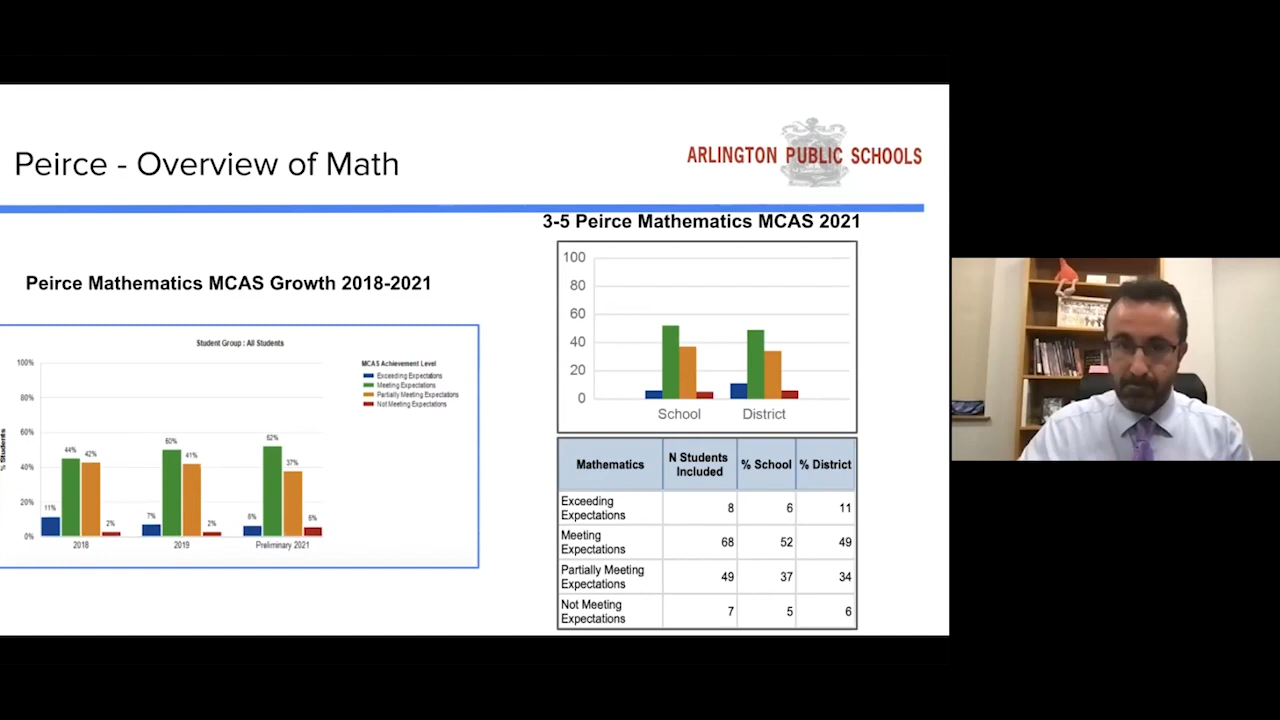 Peirce - Overview of Math
ARLINGTON PUBLIC SCHOOLS
Peirce Mathematics MCAS Growth 2018-2021
Student Group : All Students
MCAS Achievement Level
Exceeding Expectations
Meeting Expectations
Partially Meeting Expectations
Not Meeting Expectations
% Students
100%
80%
60%
40%
20%
0%
11%
44%
42%
2%
7%
50%
41%
2%
6%
52%
37%
2018
2019
Preliminary 2021
3-5 Peirce Mathematics MCAS 2021
100
80
60
40
20
0
School District
Mathematics N Students Included % School % District
Exceeding Expectations 8 6 11
Meeting Expectations 68 52 49
Partially Meeting Expectations 49 37 34
Not Meeting Expectations 7 5 6